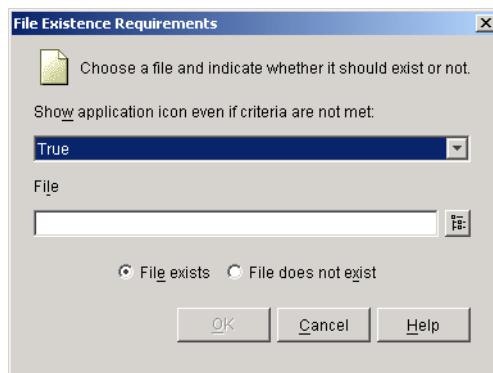 File Existence Requirements
Choose a file and indicate whether it should exist or not.
Show application icon even if criteria are not met:
True
File
File exists File does not exist
OK Cancel Help